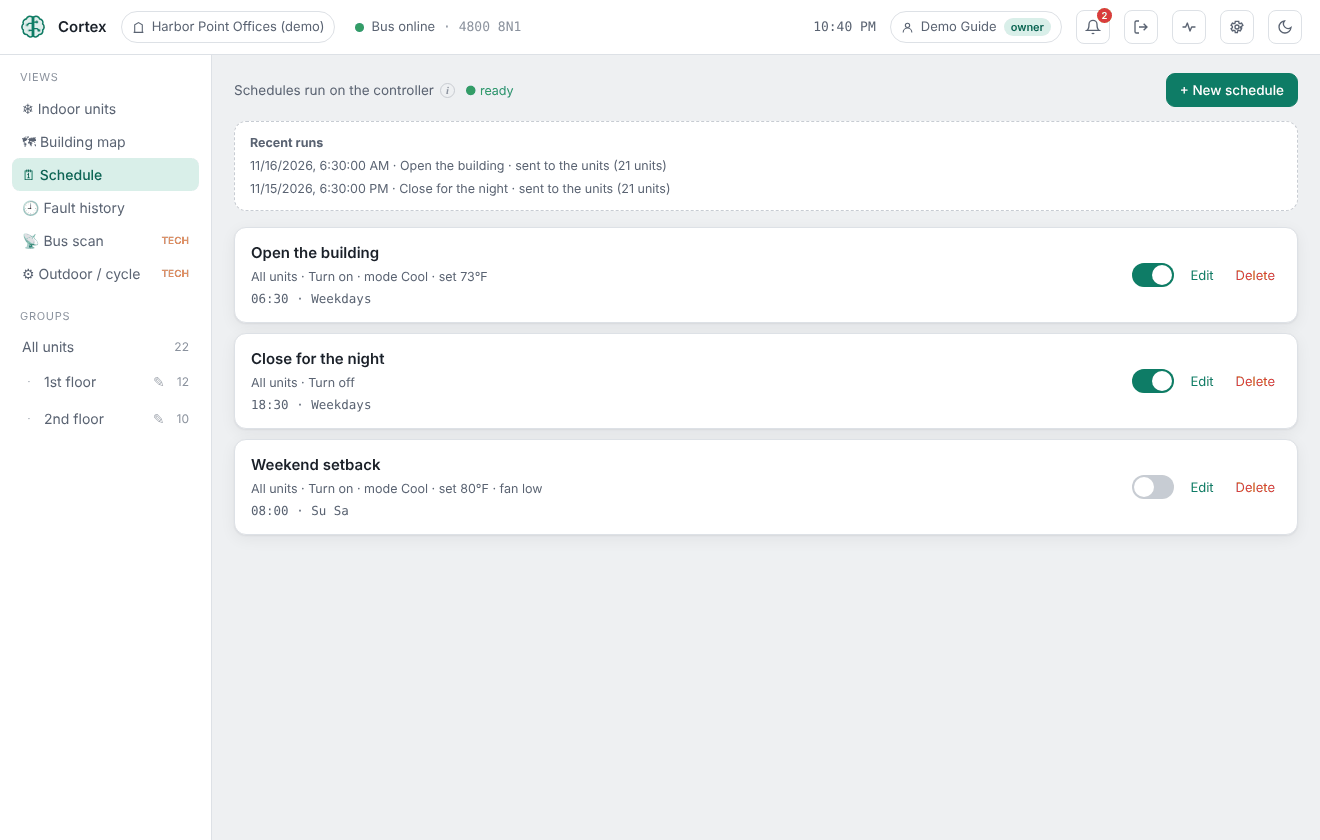 Cortex
Harbor Point Offices (demo)
Bus online · 4800 8N1
10:40 PM
Demo Guide owner
2
VIEWS
Indoor units
Building map
Schedule
Fault history
Bus scan TECH
Outdoor / cycle TECH
GROUPS
All units 22
· 1st floor 12
· 2nd floor 10
Schedules run on the controller i ready
+ New schedule
Recent runs
11/16/2026, 6:30:00 AM · Open the building · sent to the units (21 units)
11/15/2026, 6:30:00 PM · Close for the night · sent to the units (21 units)
Open the building
All units · Turn on · mode Cool · set 73°F
06:30 · Weekdays
Edit Delete
Close for the night
All units · Turn off
18:30 · Weekdays
Edit Delete
Weekend setback
All units · Turn on · mode Cool · set 80°F · fan low
08:00 · Su Sa
Edit Delete